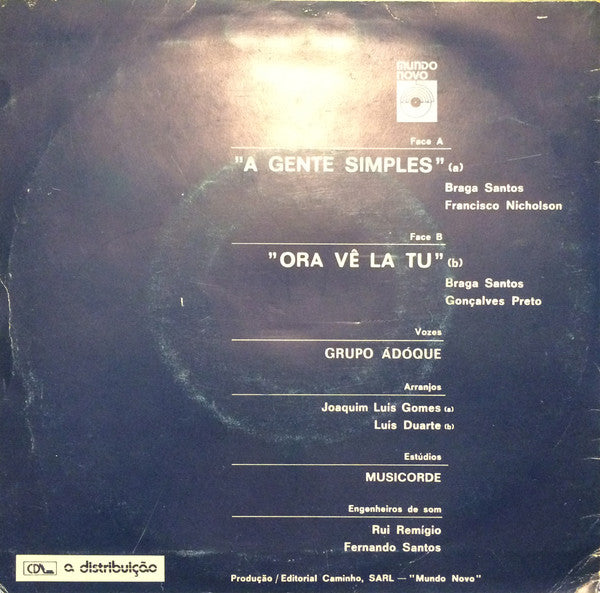 mundo
novo
Face A
"A GENTE SIMPLES" (a)
Braga Santos
Francisco Nicholson
Face B
"ORA VÊ LA TU" (b)
Braga Santos
Gonçalves Preto
Vozes
GRUPO ÁDÓQUE
Arranjos
Joaquim Luís Gomes (a)
Luís Duarte (b)
Estúdios
MUSICORDE
Engenheiros de som
Rui Remígio
Fernando Santos
CDL a distribuição
Produção / Editorial Caminho, SARL — "Mundo Novo"